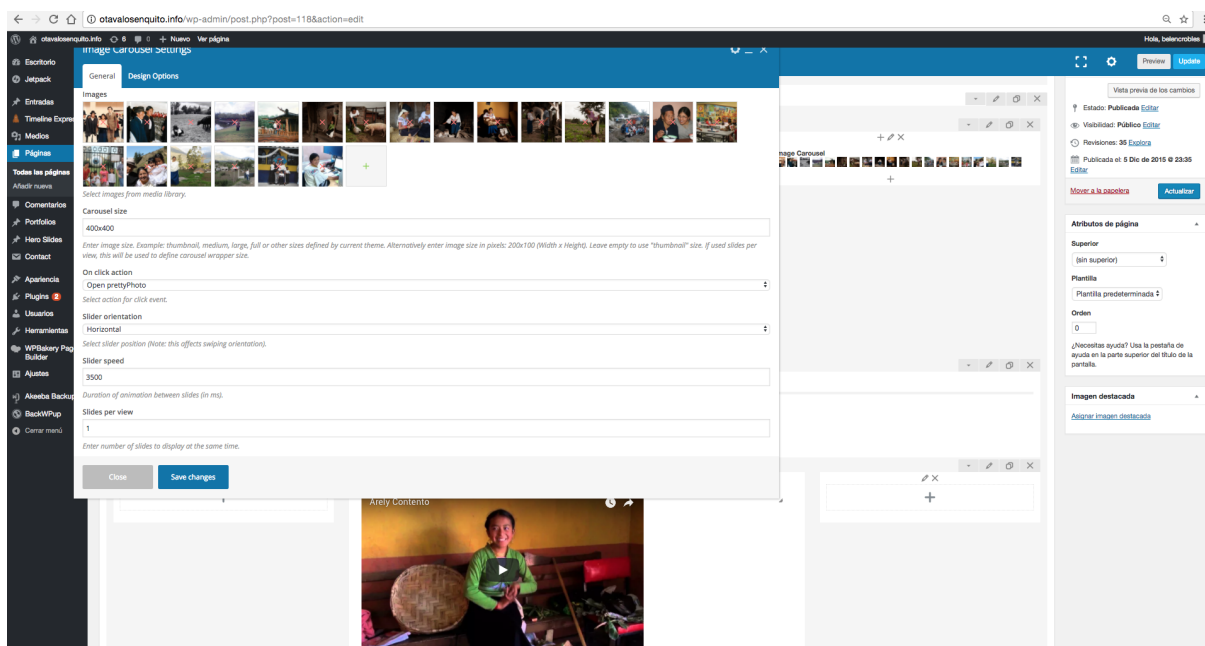 otavalosenquito.info/wp-admin/post.php?post=118&action=edit
otavalosenquito.info 6 0 + Nuevo Ver página
Hola, belencrobles
Escritorio
Jetpack
Entradas
Timeline Expre
Medios
Páginas
Todas las páginas
Añadir nueva
Comentarios
Portfolios
Hero Slides
Contact
Apariencia
Plugins 2
Usuarios
Herramientas
WPBakery Pag
Builder
Ajustes
Akeeba Backup
BackWPup
Cerrar menú
Image Carousel Settings
General Design Options
Images
Select images from media library.
Carousel size
400x400
Enter image size. Example: thumbnail, medium, large, full or other sizes defined by current theme. Alternatively enter image size in pixels: 200x100 (Width x Height). Leave empty to use "thumbnail" size. If used slides per
view, this will be used to define carousel wrapper size.
On click action
Open prettyPhoto
Select action for click event.
Slider orientation
Horizontal
Select slider position (Note: this affects swiping orientation).
Slider speed
3500
Duration of animation between slides (in ms).
Slides per view
1
Enter number of slides to display at the same time.
Close Save changes
mage Carousel
Arely Contento
Preview Update
Vista previa de los cambios
Estado: Publicada Editar
Visibilidad: Público Editar
Revisiones: 35 Explora
Publicada el: 5 Dic de 2015 @ 23:35
Editar
Mover a la papelera Actualizar
Atributos de página
Superior
(sin superior)
Plantilla
Plantilla predeterminada
Orden
0
¿Necesitas ayuda? Usa la pestaña de
ayuda en la parte superior del título de la
pantalla.
Imagen destacada
Asignar imagen destacada